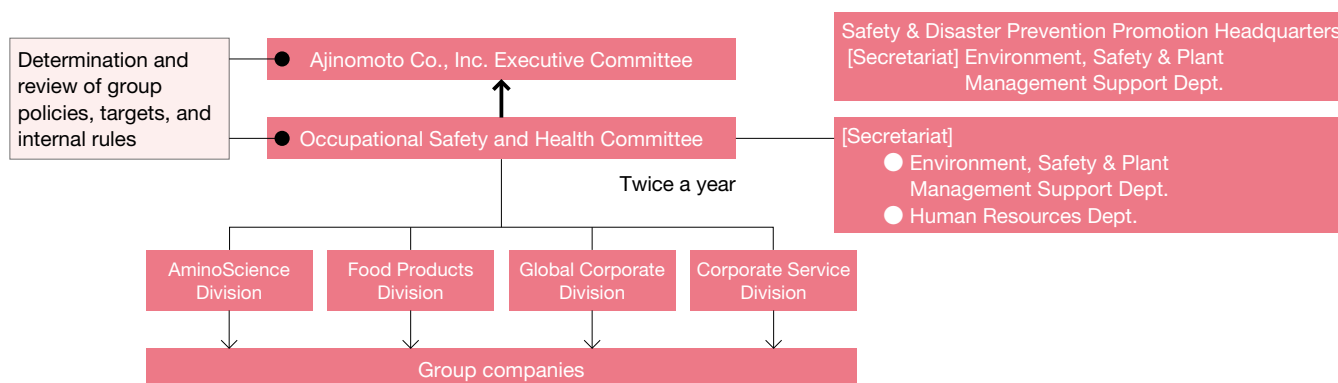 Determination and
review of group
policies, targets, and
internal rules
Ajinomoto Co., Inc. Executive Committee
Occupational Safety and Health Committee
Safety & Disaster Prevention Promotion Headquarters
[Secretariat] Environment, Safety & Plant
Management Support Dept.
[Secretariat]
Environment, Safety & Plant
Management Support Dept.
Human Resources Dept.
Twice a year
AminoScience
Division
Food Products
Division
Global Corporate
Division
Corporate Service
Division
Group companies